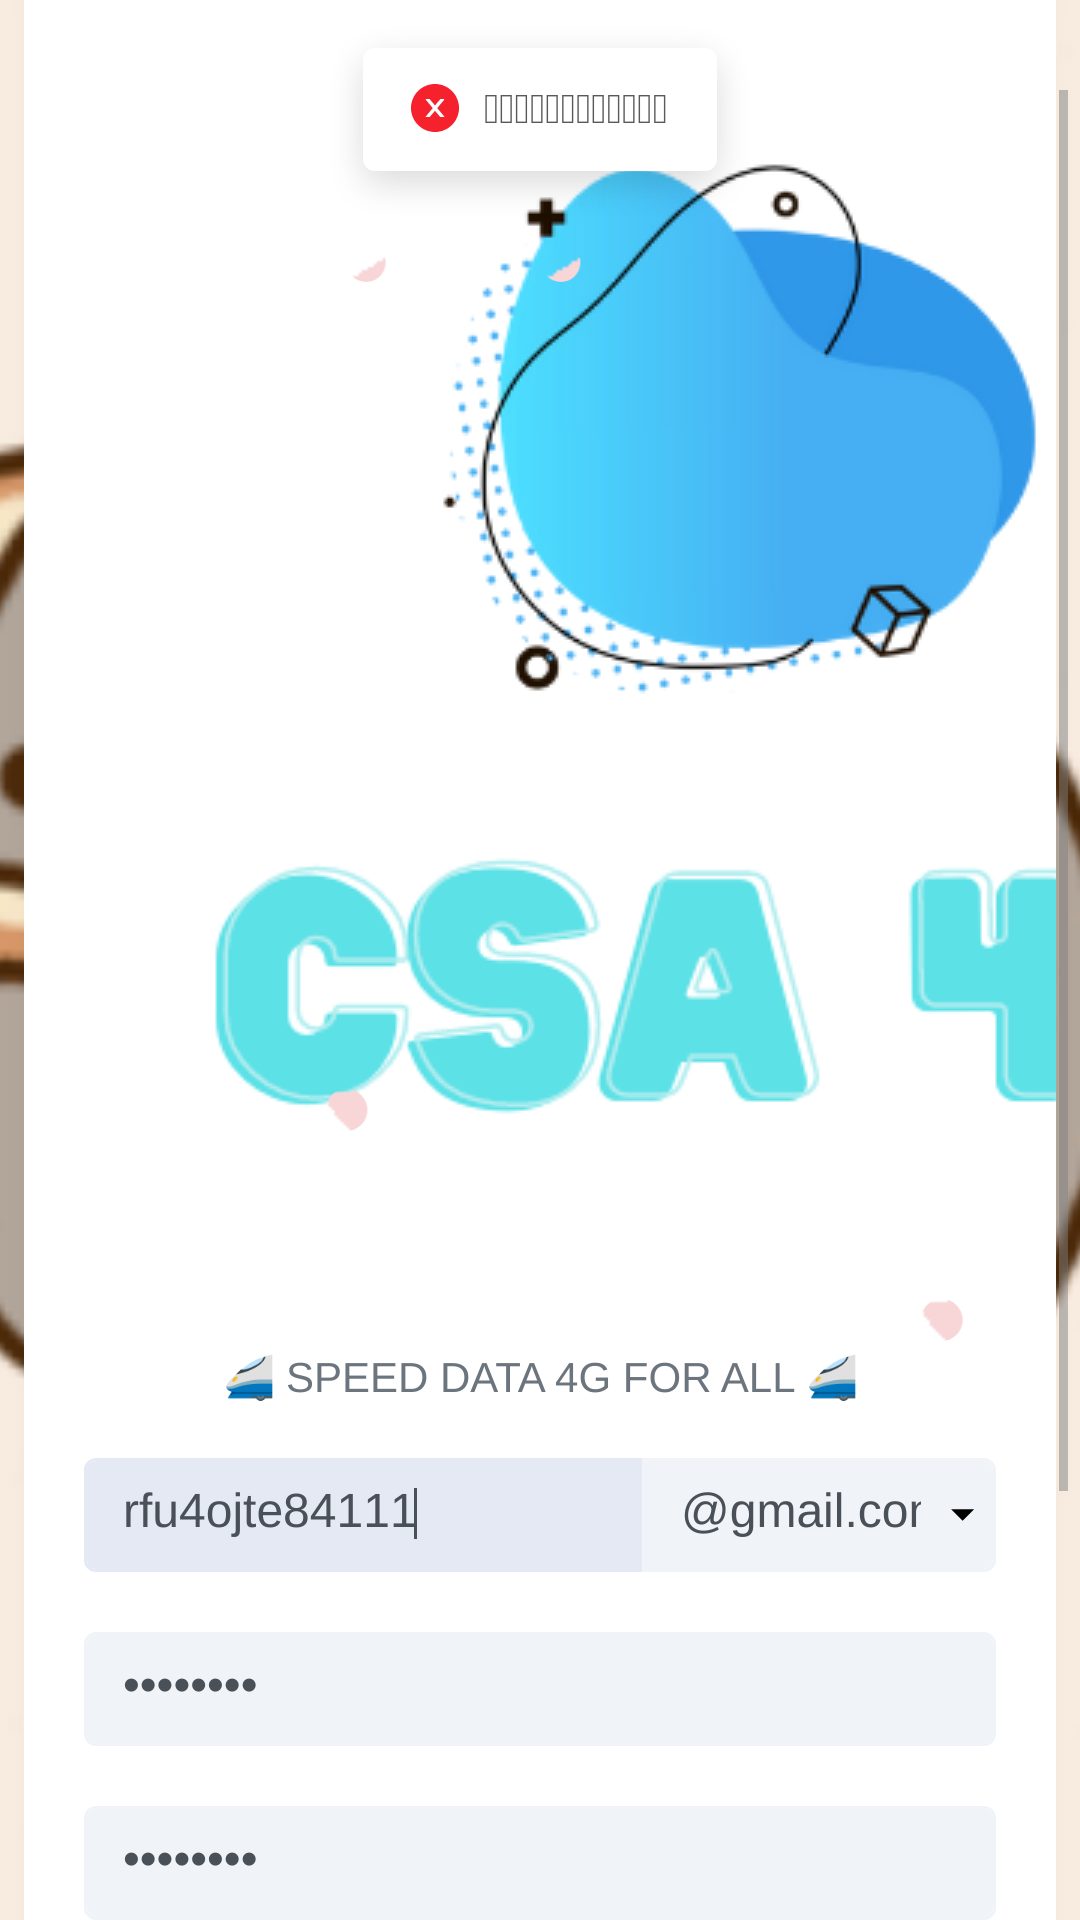 CSA 4
🚄 SPEED DATA 4G FOR ALL 🚄
rfu4ojte84111
@gmail.cor
••••••••
••••••••